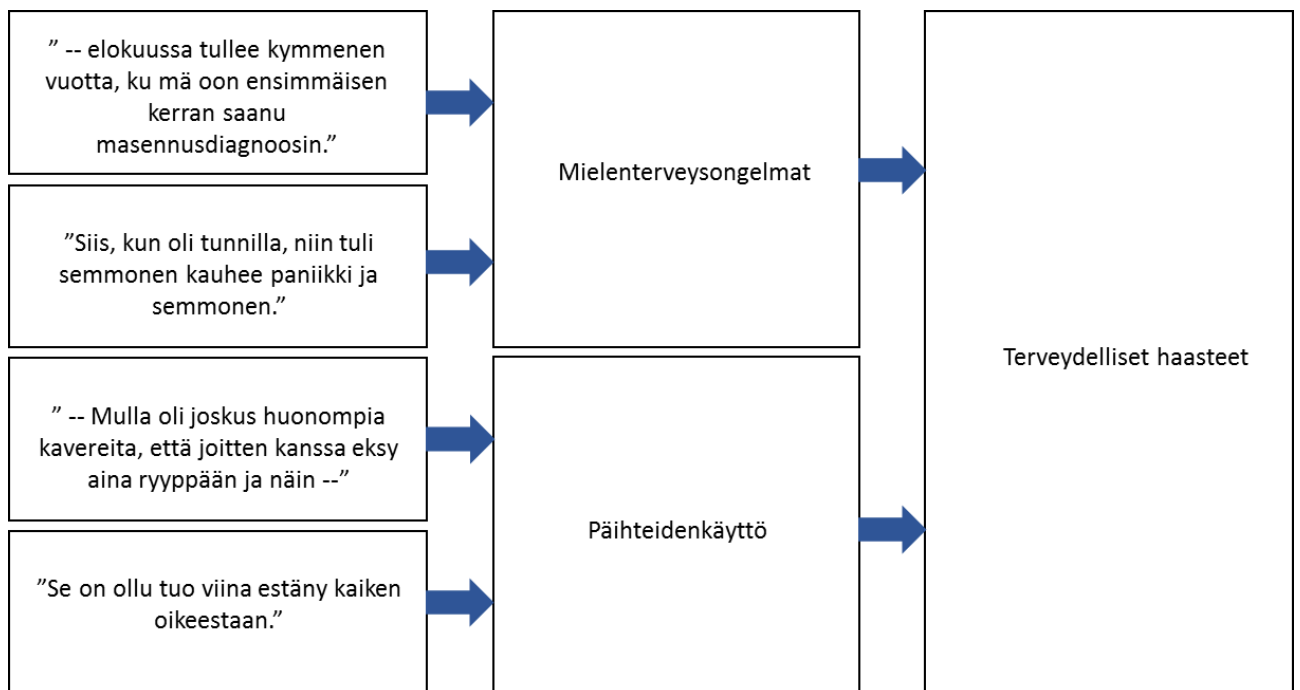 ” -- elokuussa tullee kymmenen
vuotta, ku mä oon ensimmäisen
kerran saanu
masennusdiagnoosin.”
”Siis, kun oli tunnilla, niin tuli
semmonen kauhee paniikki ja
semmonen.”
” -- Mulla oli joskus huonompia
kavereita, että joitten kanssa eksy
aina ryyppään ja näin --”
”Se on ollu tuo viina estäny kaiken
oikeestaan.”
Mielenterveysongelmat
Päihteidenkäyttö
Terveydelliset haasteet